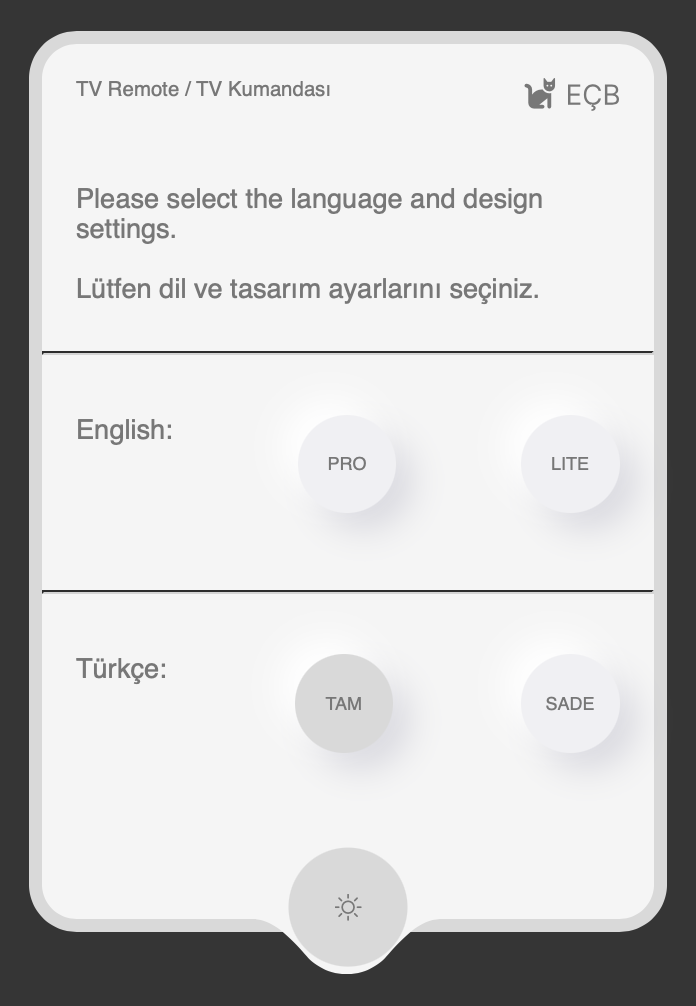 TV Remote / TV Kumandası
EÇB
Please select the language and design
settings.
Lütfen dil ve tasarım ayarlarını seçiniz.
English:
PRO
LITE
Türkçe:
TAM
SADE